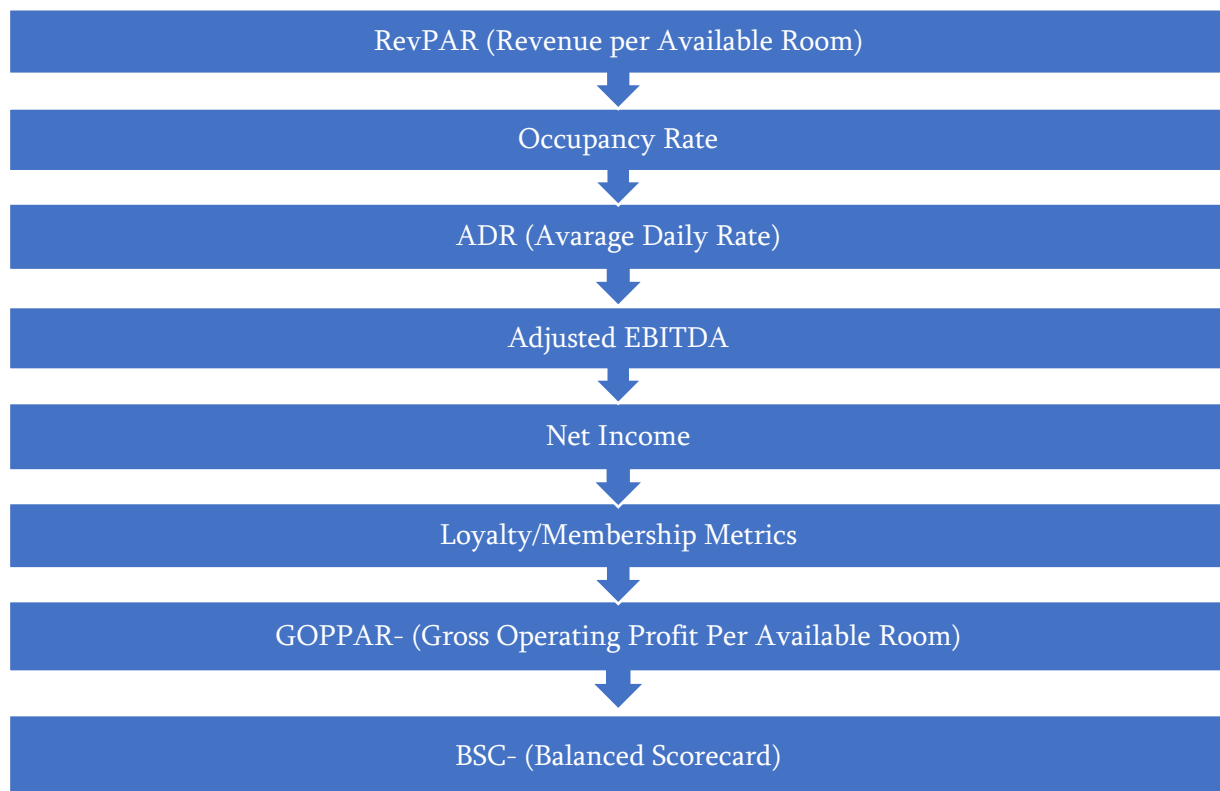 RevPAR (Revenue per Available Room)
Occupancy Rate
ADR (Avarage Daily Rate)
Adjusted EBITDA
Net Income
Loyalty/Membership Metrics
GOPPAR- (Gross Operating Profit Per Available Room)
BSC- (Balanced Scorecard)